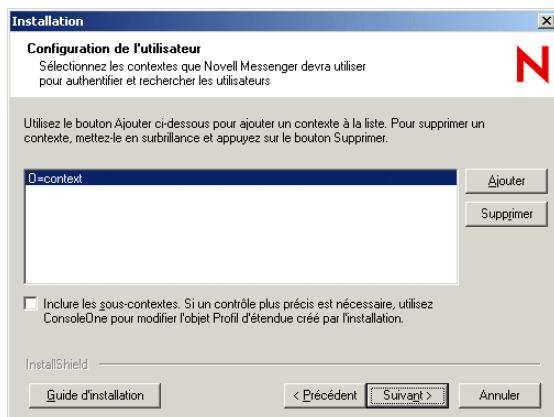 Installation
Configuration de l'utilisateur
Sélectionnez les contextes que Novell Messenger devra utiliser
pour authentifier et rechercher les utilisateurs
N
Utilisez le bouton Ajouter ci-dessous pour ajouter un contexte à la liste. Pour supprimer un
contexte, mettez-le en surbrillance et appuyez sur le bouton Supprimer.
O=context
Ajouter
Supprimer
Inclure les sous-contextes. Si un contrôle plus précis est nécessaire, utilisez
ConsoleOne pour modifier l'objet Profil d'étendue créé par l'installation.
InstallShield
Guide d'installation
< Précédent
Suivant >
Annuler